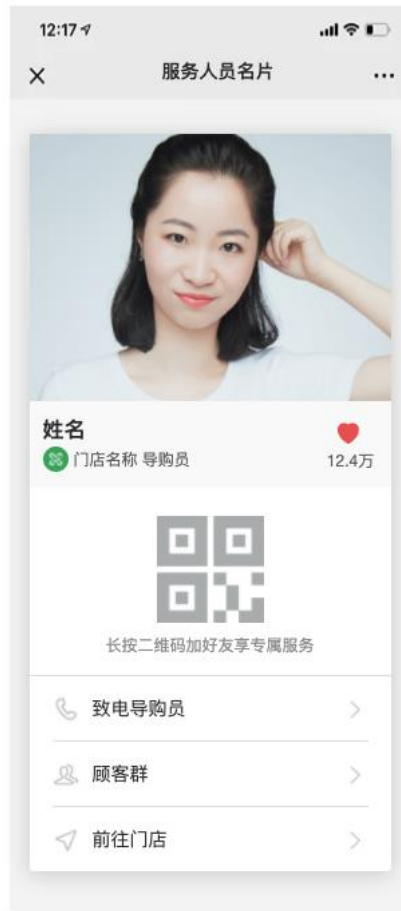 12:17
服务人员名片
姓名
门店名称 导购员
12.4万
长按二维码加好友享专属服务
致电导购员
顾客群
前往门店